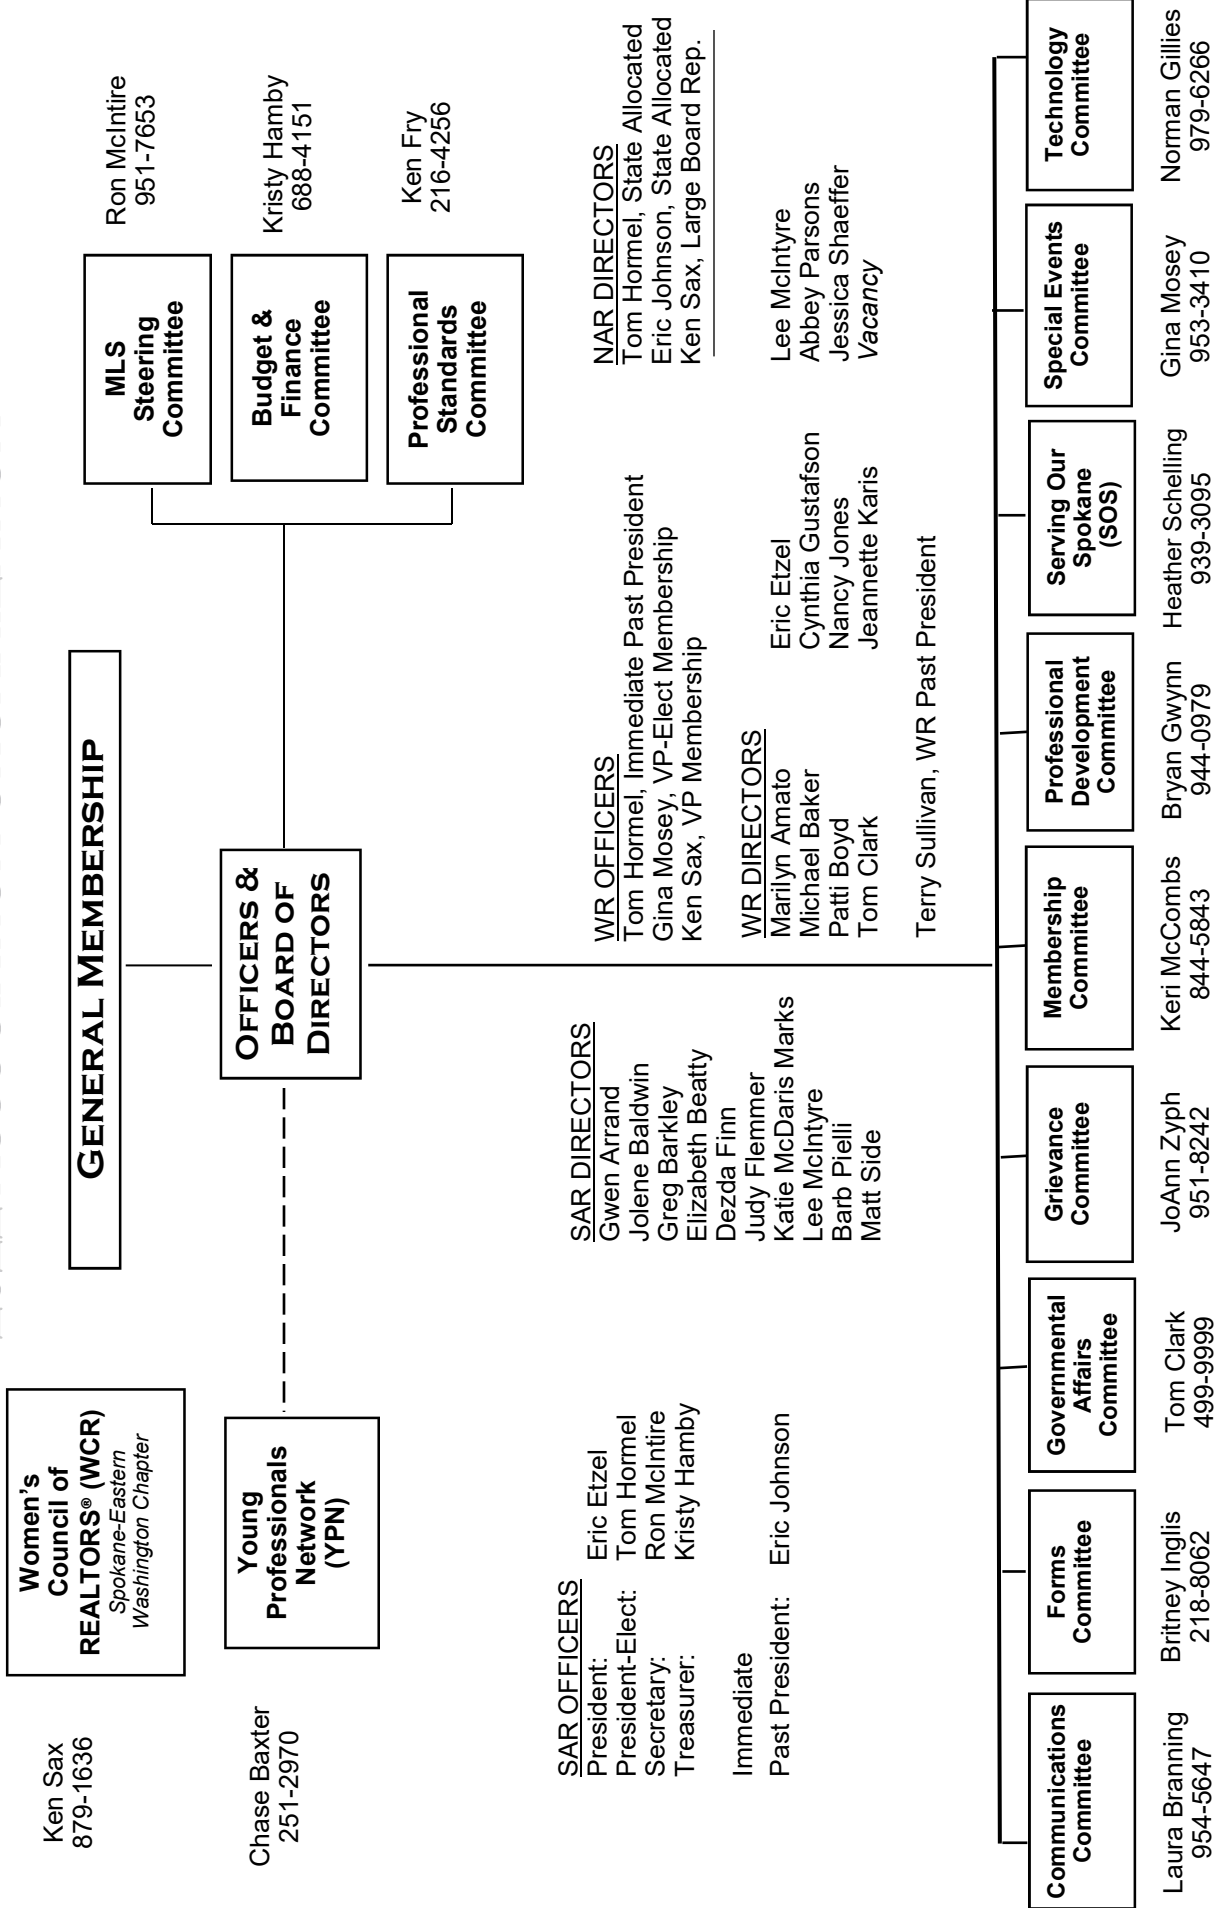 Ken Sax
879-1636
Women's
Council of
REALTORS® (WCR)
Spokane-Eastern
Washington Chapter
GENERAL MEMBERSHIP
Ron McIntire
951-7653
MLS
Steering
Committee
Chase Baxter
251-2970
Young
Professionals
Network
(YPN)
OFFICERS &
BOARD OF
DIRECTORS
Budget &
Finance
Committee
Kristy Hamby
688-4151
Professional
Standards
Committee
Ken Fry
216-4256
SAR OFFICERS
President: Eric Etzel
President-Elect: Tom Hormel
Secretary: Ron McIntire
Treasurer: Kristy Hamby
Immediate
Past President: Eric Johnson
SAR DIRECTORS
Gwen Arrand
Jolene Baldwin
Greg Barkley
Elizabeth Beatty
Dezda Finn
Judy Flemmer
Katie McDaris Marks
Lee McIntyre
Barb Pielli
Matt Side
WR OFFICERS
Tom Hormel, Immediate Past President
Gina Mosey, VP-Elect Membership
Ken Sax, VP Membership
NAR DIRECTORS
Tom Hormel, State Allocated
Eric Johnson, State Allocated
Ken Sax, Large Board Rep.
WR DIRECTORS
Marilyn Amato
Michael Baker
Patti Boyd
Tom Clark
Eric Etzel
Cynthia Gustafson
Nancy Jones
Jeannette Karis
Lee McIntyre
Abbey Parsons
Jessica Shaeffer
Vacancy
Terry Sullivan, WR Past President
Communications
Committee
Laura Branning
954-5647
Forms
Committee
Britney Inglis
218-8062
Governmental
Affairs
Committee
Tom Clark
499-9999
Grievance
Committee
JoAnn Zyph
951-8242
Membership
Committee
Keri McCombs
844-5843
Professional
Development
Committee
Bryan Gwynn
944-0979
Serving Our
Spokane
(SOS)
Heather Schelling
939-3095
Special Events
Committee
Gina Mosey
953-3410
Technology
Committee
Norman Gillies
979-6266